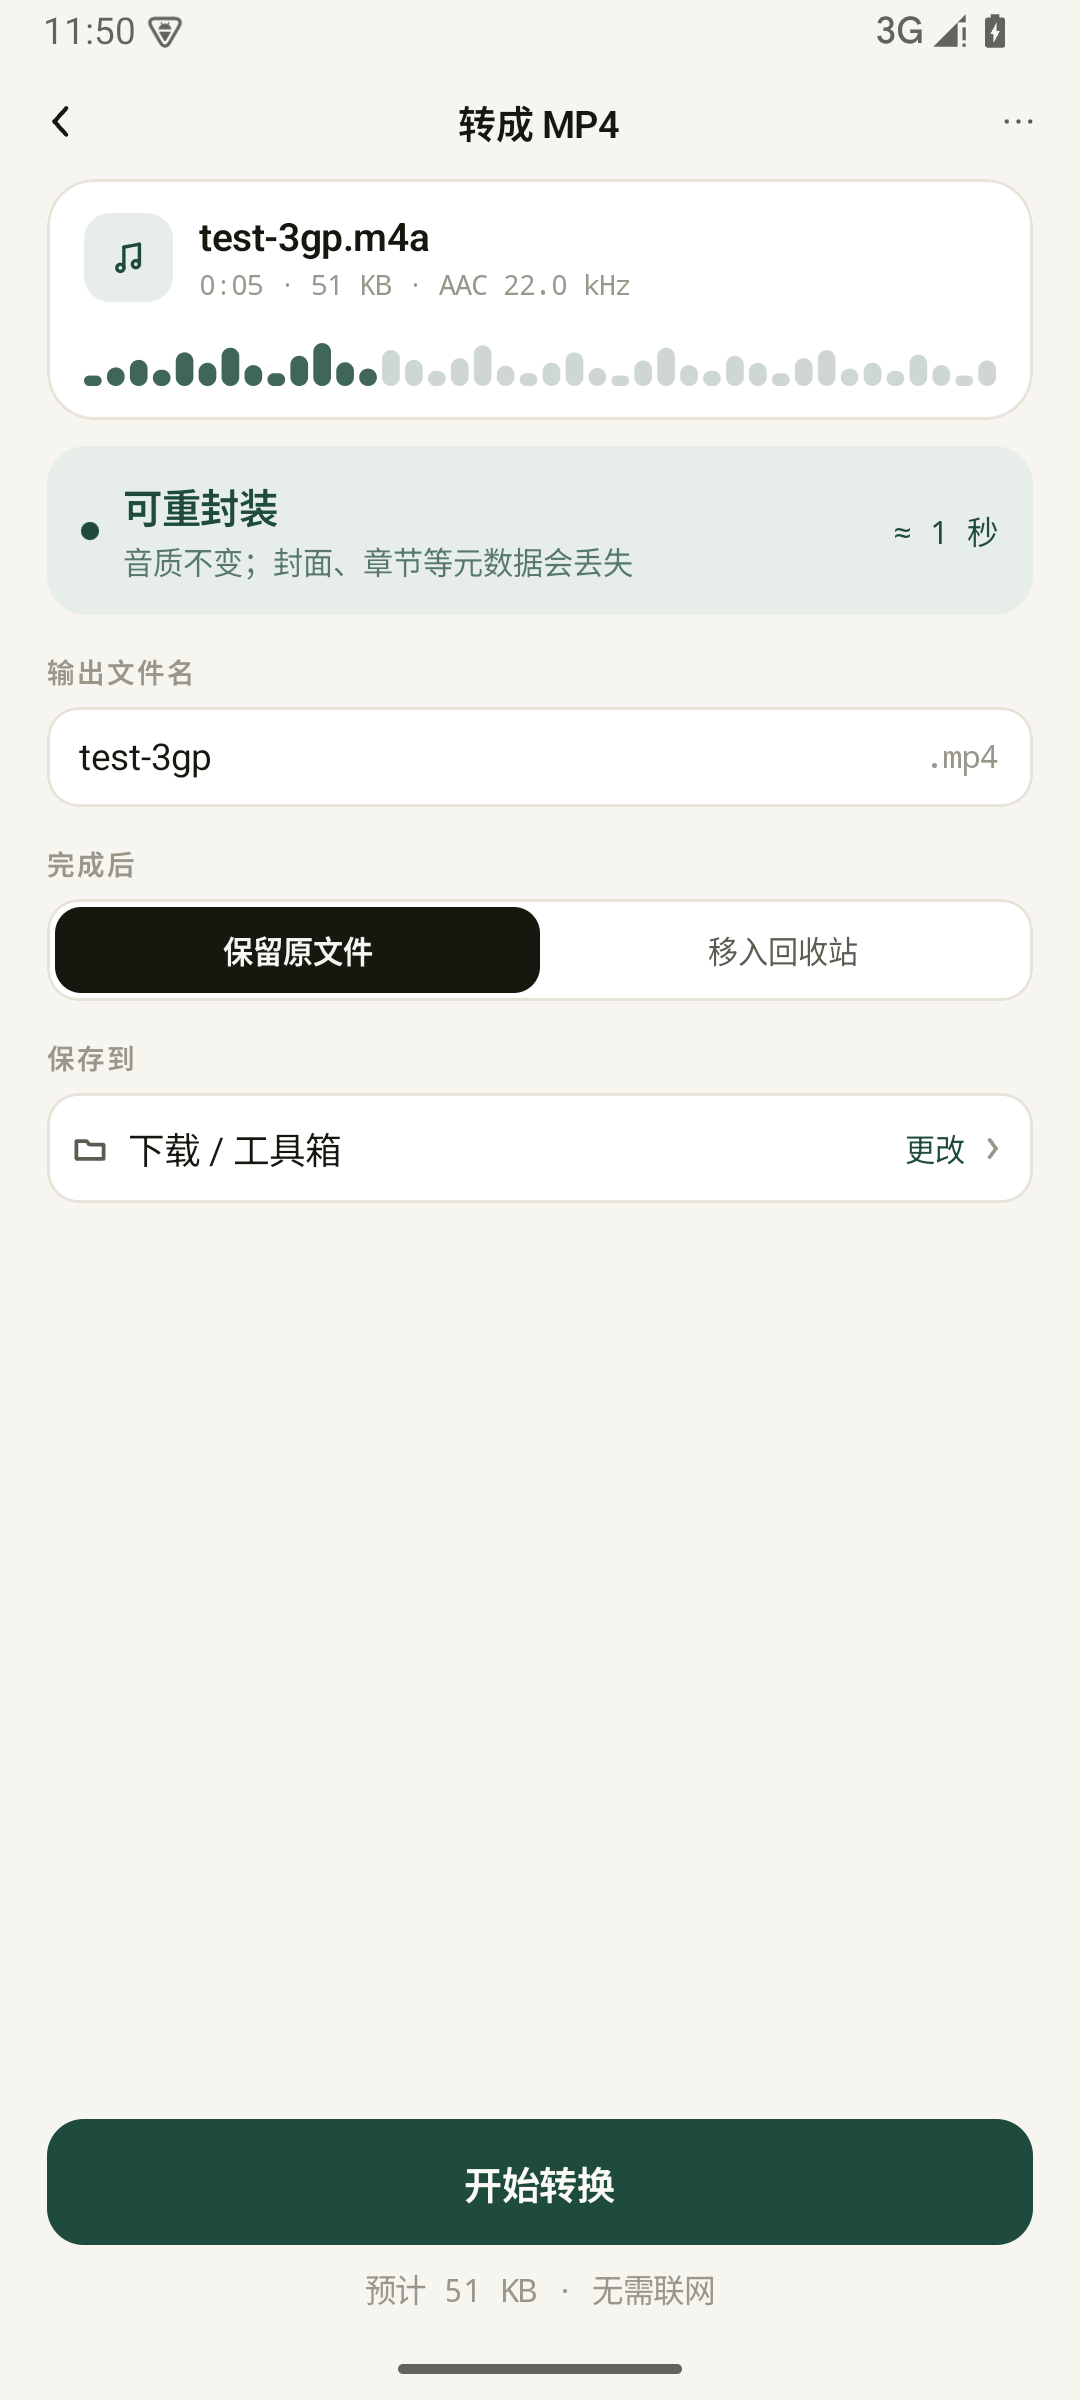 11:50
3G
转成 MP4
test-3gp.m4a
0:05 · 51 KB · AAC 22.0 kHz
可重封装
音质不变；封面、章节等元数据会丢失
≈ 1 秒
输出文件名
test-3gp
.mp4
完成后
保留原文件
移入回收站
保存到
下载 / 工具箱
更改
开始转换
预计 51 KB · 无需联网